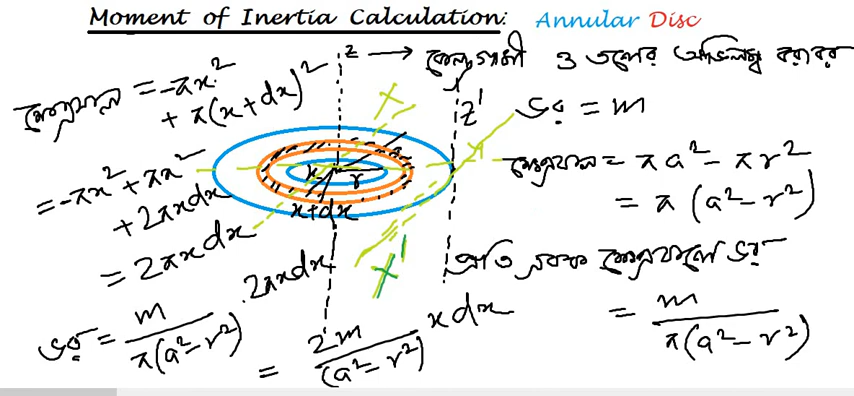 Moment of Inertia Calculation: Annular Disc
z → কেন্দ্রগামী ও তলের অভিলম্ব বরাবর
ক্ষেত্রফল = -πx²
+ π(x+dx)²
= -πx² + πx²
+ 2πxdx
= 2πxdx
ভর = m/π(a²-r²) . 2πxdx
= 2m/(a²-r²) xdx
X
Z'
Y
a
x
r
x+dx
X'
ভর = m
ক্ষেত্রফল = πa² - πr²
= π (a²-r²)
প্রতি একক ক্ষেত্রফলে ভর
= m/π(a²-r²)